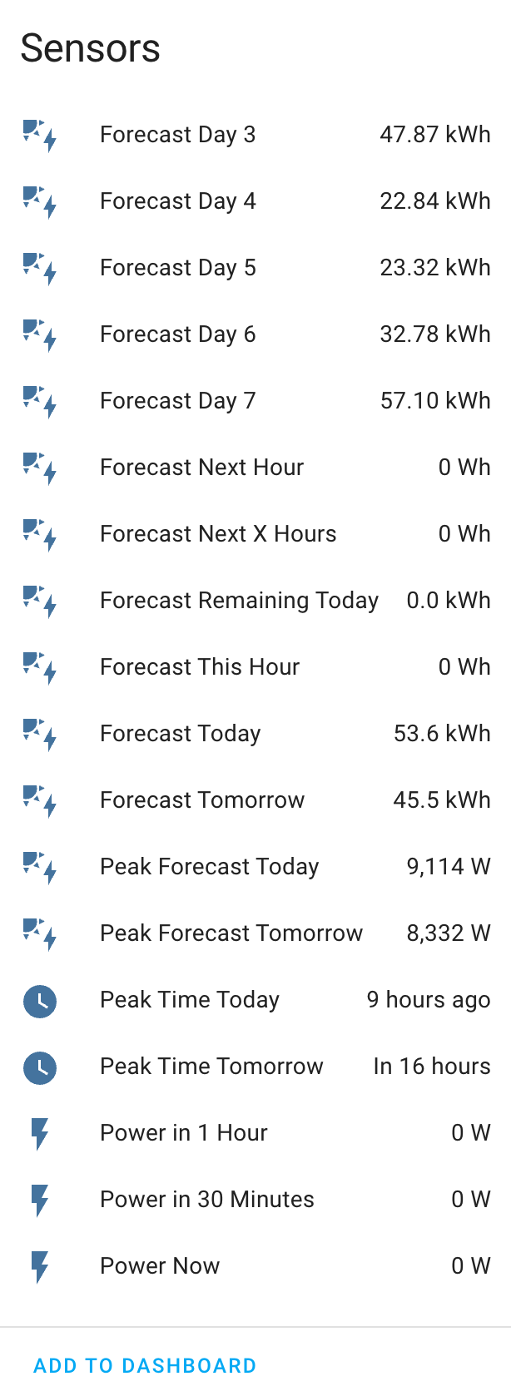 Sensors
Forecast Day 3 47.87 kWh
Forecast Day 4 22.84 kWh
Forecast Day 5 23.32 kWh
Forecast Day 6 32.78 kWh
Forecast Day 7 57.10 kWh
Forecast Next Hour 0 Wh
Forecast Next X Hours 0 Wh
Forecast Remaining Today 0.0 kWh
Forecast This Hour 0 Wh
Forecast Today 53.6 kWh
Forecast Tomorrow 45.5 kWh
Peak Forecast Today 9,114 W
Peak Forecast Tomorrow 8,332 W
Peak Time Today 9 hours ago
Peak Time Tomorrow In 16 hours
Power in 1 Hour 0 W
Power in 30 Minutes 0 W
Power Now 0 W
ADD TO DASHBOARD